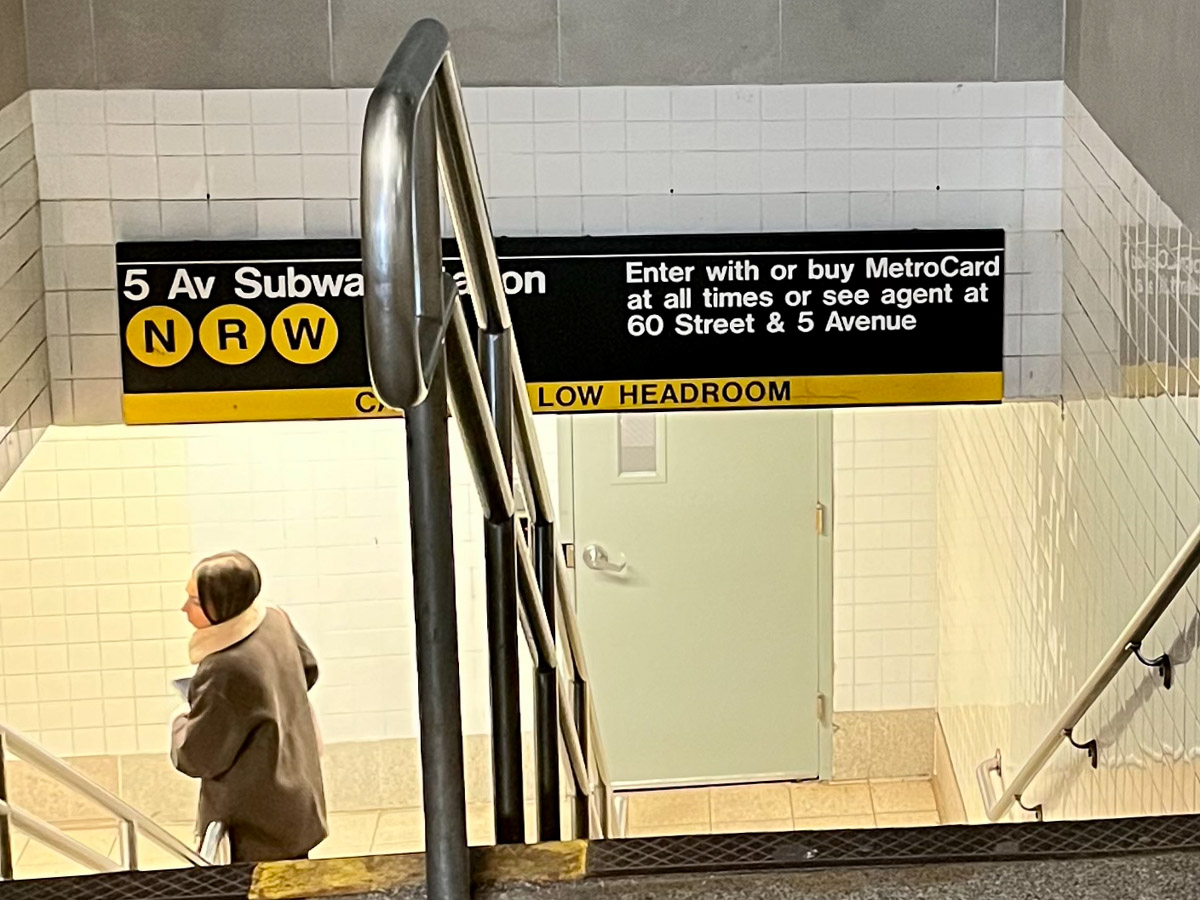 5 Av Subwa ation
N R W
Enter with or buy MetroCard
at all times or see agent at
60 Street & 5 Avenue
LOW HEADROOM